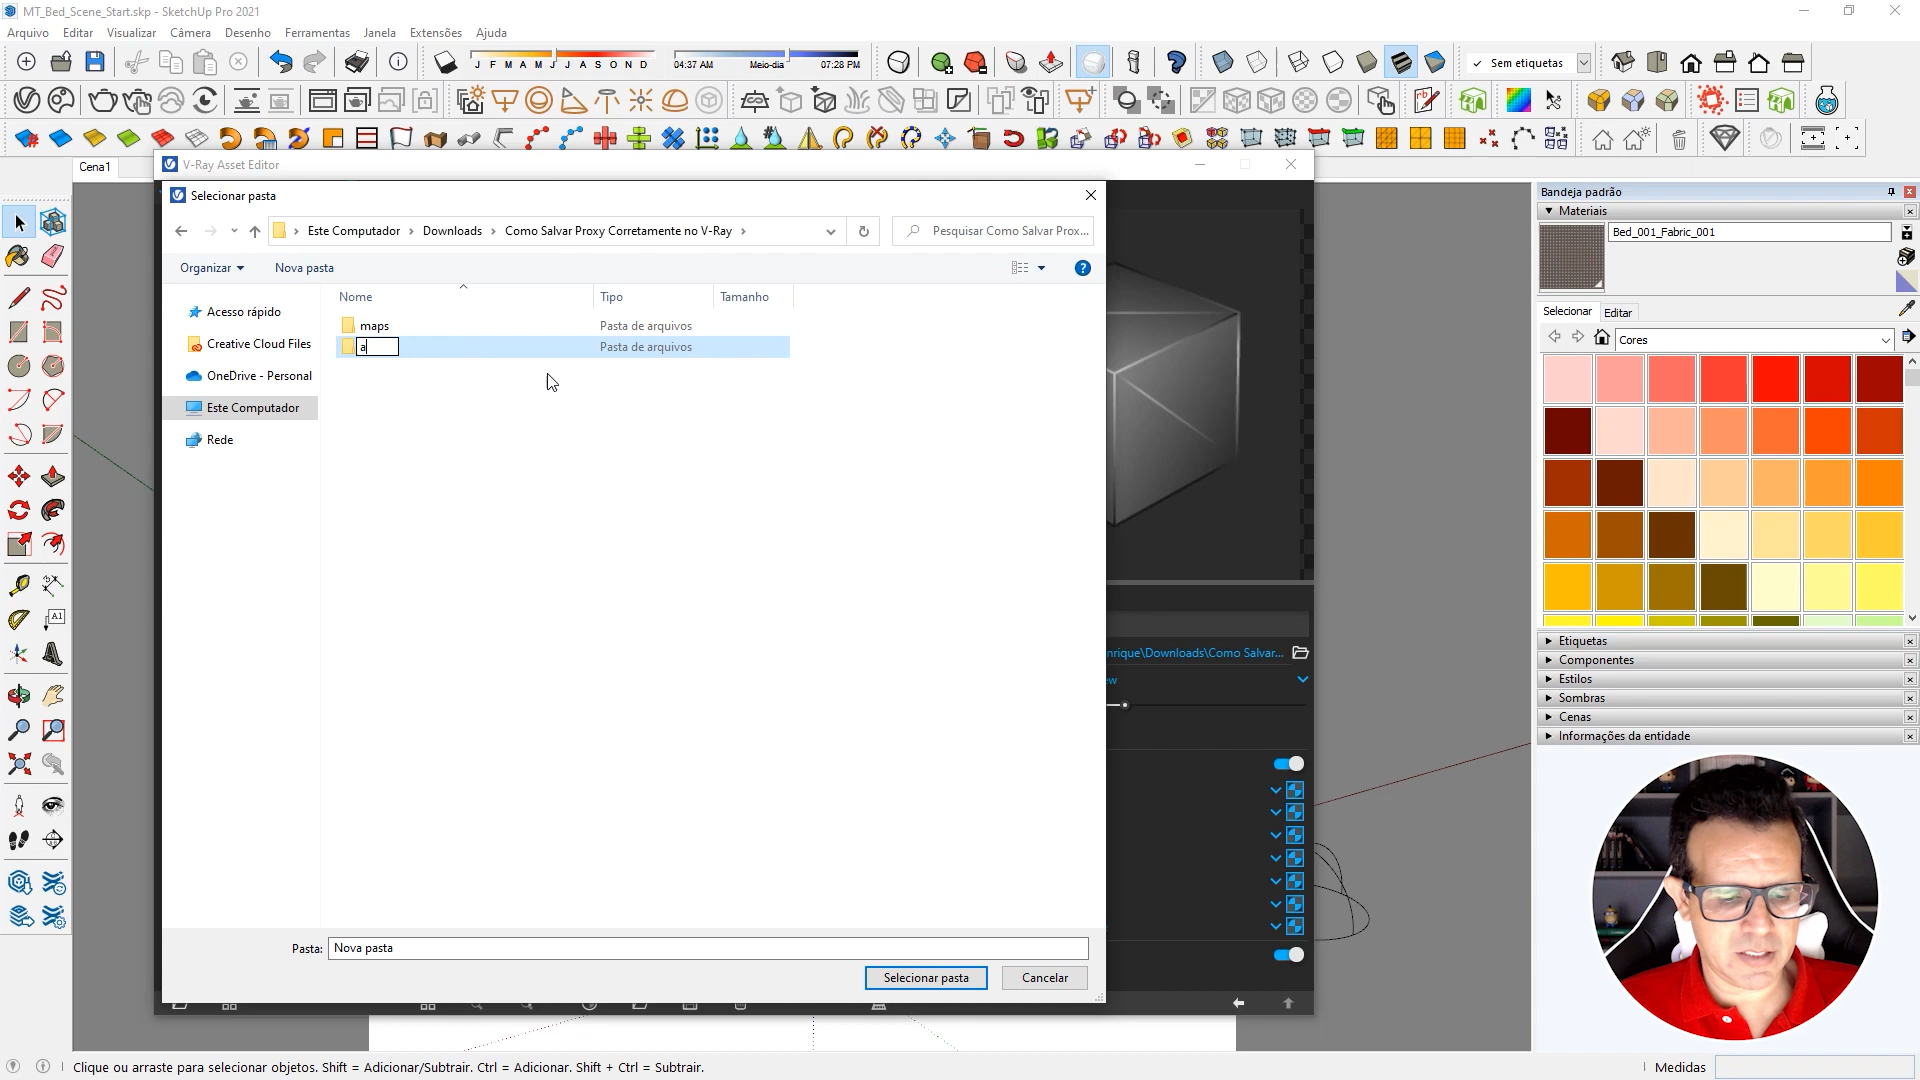 MT_Bed_Scene_Start.skp - SketchUp Pro 2021
Arquivo Editar Visualizar Câmera Desenho Ferramentas Janela Extensões Ajuda
J F M A M J J A S O N D
04:37 AM Meio-dia 07:28 PM
Sem etiquetas
Cena1
V-Ray Asset Editor
Selecionar pasta
Este Computador > Downloads > Como Salvar Proxy Corretamente no V-Ray >
Pesquisar Como Salvar Prox...
Organizar Nova pasta
Nome Tipo Tamanho
maps Pasta de arquivos
a Pasta de arquivos
Acesso rápido
Creative Cloud Files
OneDrive - Personal
Este Computador
Rede
Pasta: Nova pasta
Selecionar pasta Cancelar
nrique\Downloads\Como Salvar...
ew
A1
Bandeja padrão
Materiais
Bed_001_Fabric_001
Selecionar Editar
Cores
Etiquetas
Componentes
Estilos
Sombras
Cenas
Informações da entidade
Clique ou arraste para selecionar objetos. Shift = Adicionar/Subtrair. Ctrl = Adicionar. Shift + Ctrl = Subtrair.
Medidas